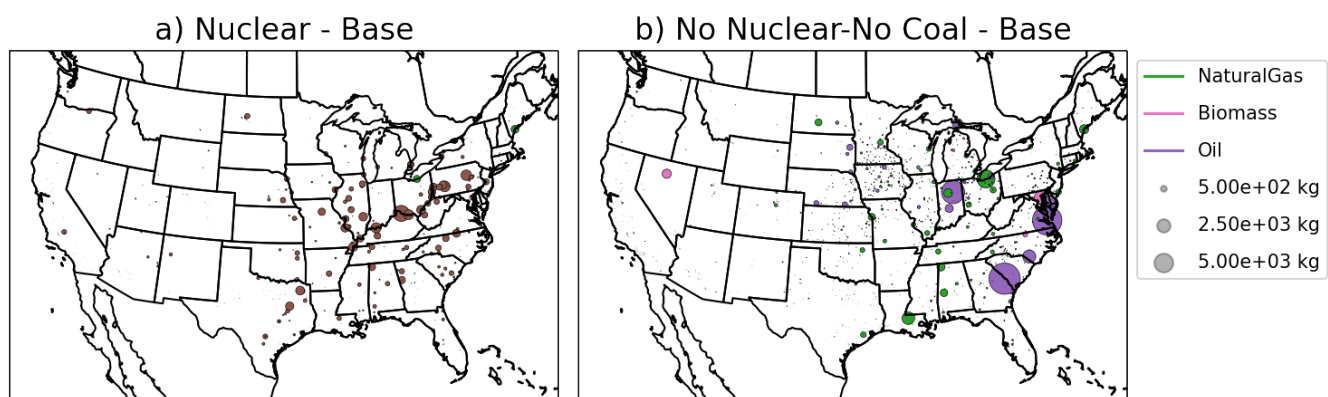 a) Nuclear - Base
b) No Nuclear-No Coal - Base
NaturalGas
Biomass
Oil
5.00e+02 kg
2.50e+03 kg
5.00e+03 kg